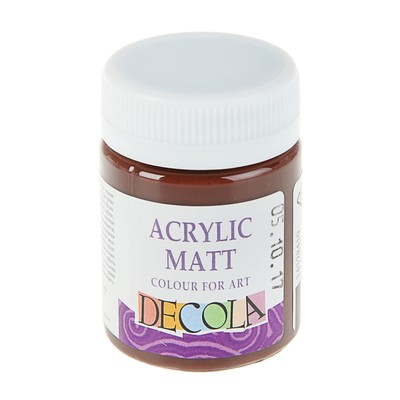 ACRYLIC
MATT
COLOUR FOR ART
DECOLA
05.10.17